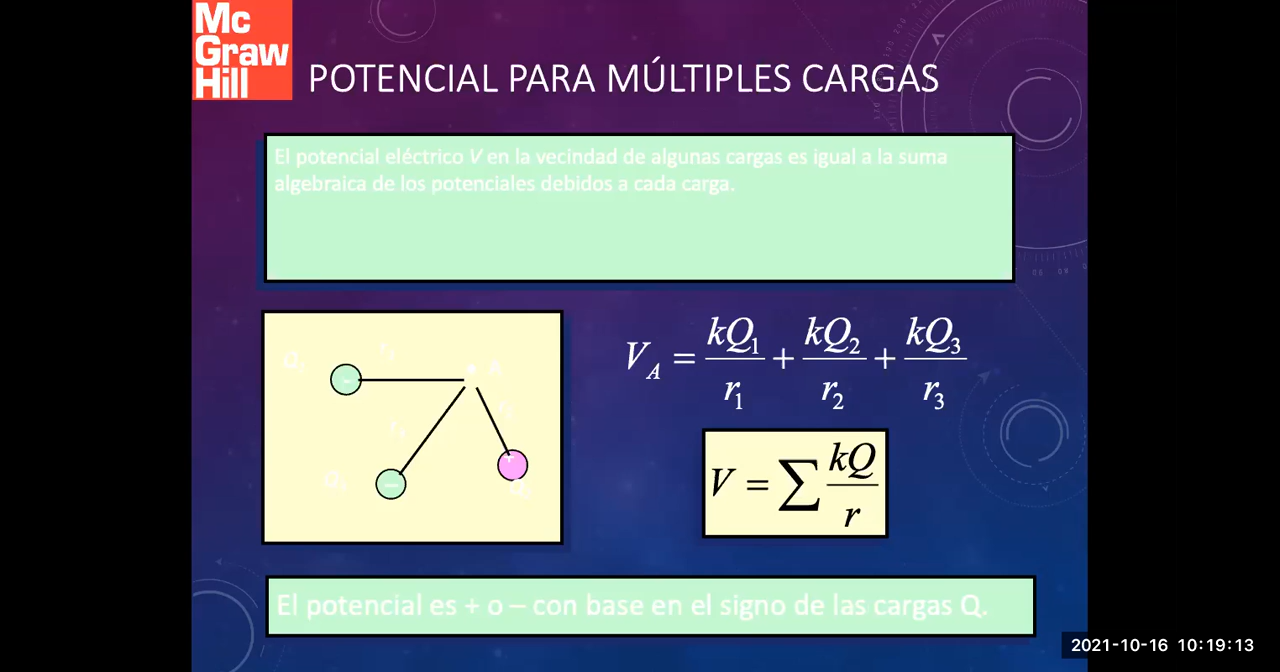 Mc
Graw
Hill
POTENCIAL PARA MÚLTIPLES CARGAS
El potencial eléctrico V en la vecindad de algunas cargas es igual a la suma
algebraica de los potenciales debidos a cada carga.
V_A = kQ_1/r_1 + kQ_2/r_2 + kQ_3/r_3
V = ∑ kQ/r
El potencial es + o – con base en el signo de las cargas Q.
2021-10-16 10:19:13